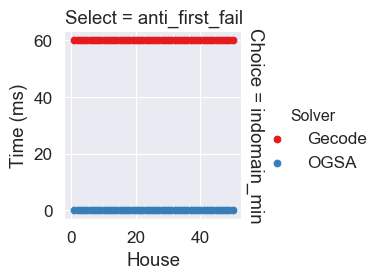 Select = anti_first_fail
60
40
20
0
Time (ms)
0
20
40
House
Choice = indomain_min
Solver
Gecode
OGSA